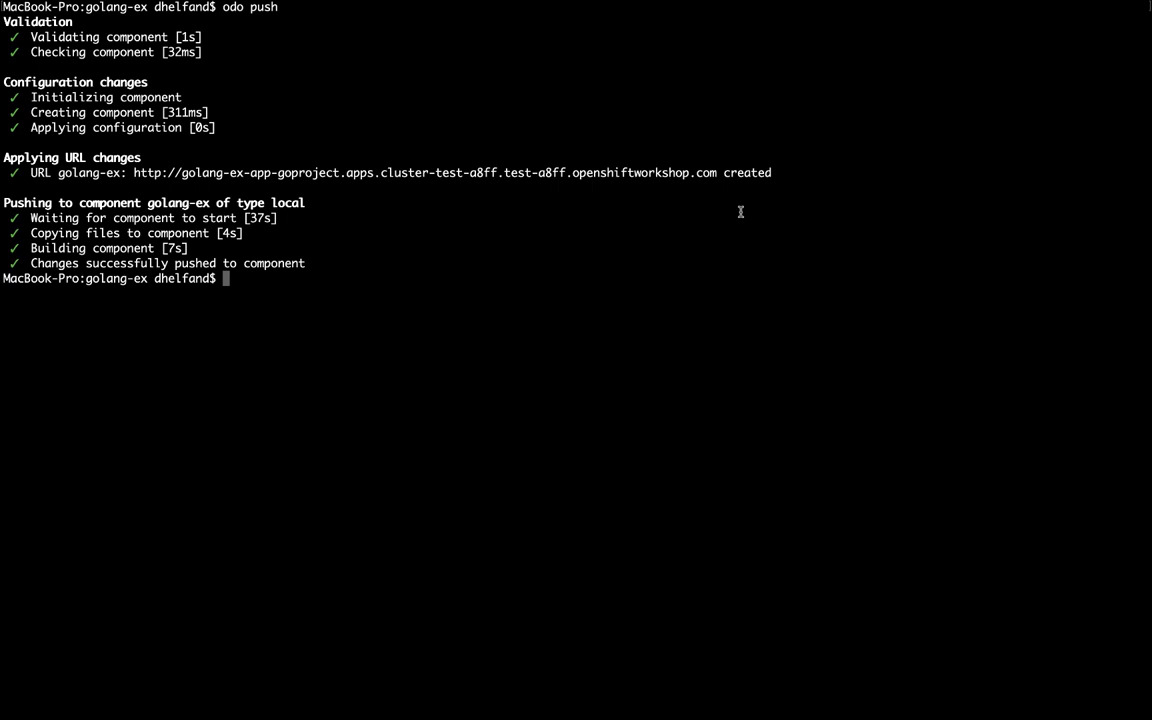 MacBook-Pro:golang-ex dhelfand$ odo push
Validation
✓ Validating component [1s]
✓ Checking component [32ms]
Configuration changes
✓ Initializing component
✓ Creating component [311ms]
✓ Applying configuration [0s]
Applying URL changes
✓ URL golang-ex: http://golang-ex-app-goproject.apps.cluster-test-a8ff.test-a8ff.openshiftworkshop.com created
Pushing to component golang-ex of type local
✓ Waiting for component to start [37s]
✓ Copying files to component [4s]
✓ Building component [7s]
✓ Changes successfully pushed to component
MacBook-Pro:golang-ex dhelfand$